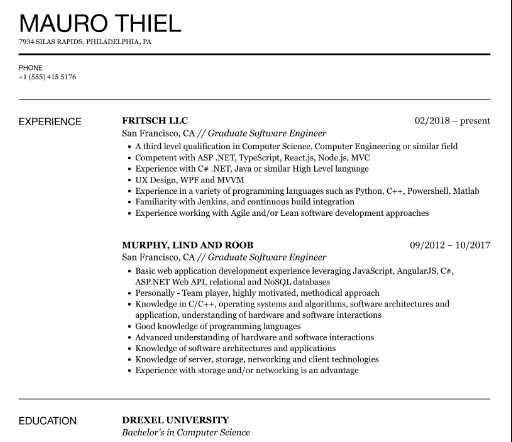 MAURO THIEL
7934 SILAS RAPIDS, PHILADELPHIA, PA
PHONE
+1 (555) 415 5176
EXPERIENCE
FRITSCH LLC
02/2018 – present
San Francisco, CA // Graduate Software Engineer
• A third level qualification in Computer Science, Computer Engineering or similar field
• Competent with ASP .NET, TypeScript, React.js, Node.js, MVC
• Experience with C# .NET, Java or similar High Level language
• UX Design, WPF and MVVM
• Experience in a variety of programming languages such as Python, C++, Powershell, Matlab
• Familiarity with Jenkins, and continuous build integration
• Experience working with Agile and/or Lean software development approaches
MURPHY, LIND AND ROOB
09/2012 – 10/2017
San Francisco, CA // Graduate Software Engineer
• Basic web application development experience leveraging JavaScript, AngularJS, C#,
ASP.NET Web API, relational and NoSQL databases
• Personally - Team player, highly motivated, methodical approach
• Knowledge in C/C++, operating systems and algorithms, software architectures and
application, understanding of hardware and software interactions
• Good knowledge of programming languages
• Advanced understanding of hardware and software interactions
• Knowledge of software architectures and applications
• Knowledge of server, storage, networking and client technologies
• Experience with storage and/or networking is an advantage
EDUCATION
DREXEL UNIVERSITY
Bachelor's in Computer Science